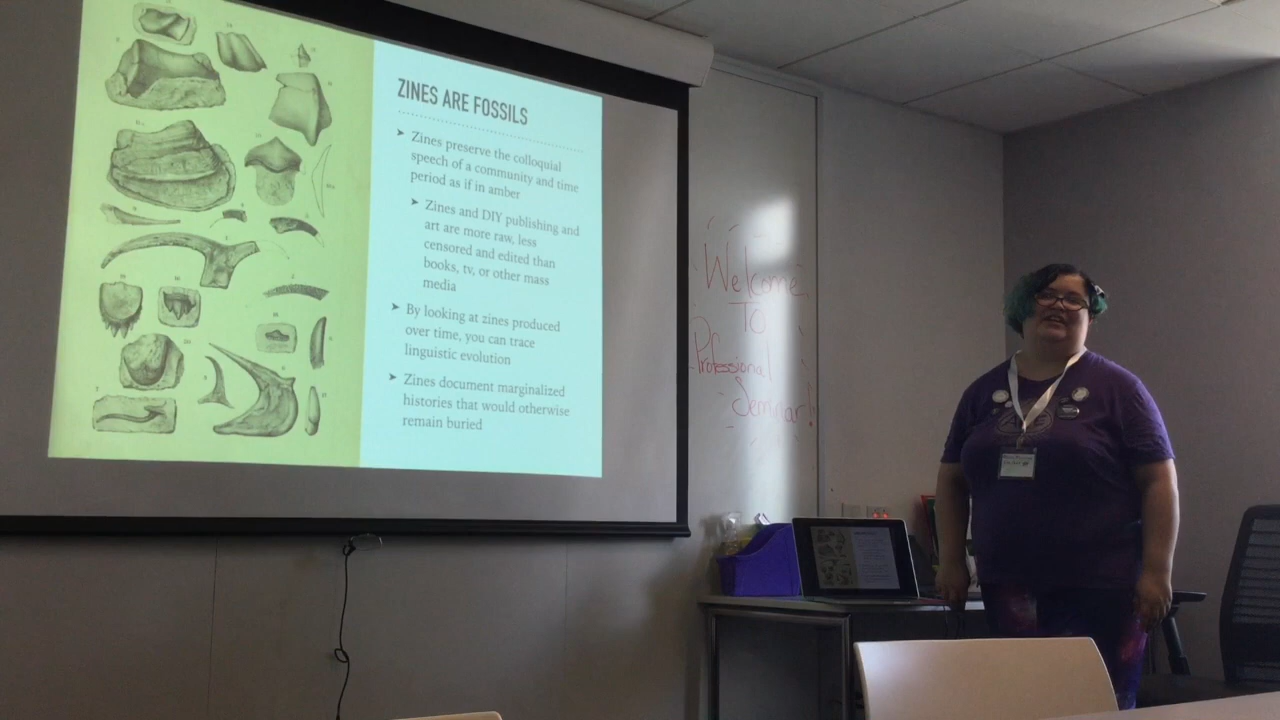 ZINES ARE FOSSILS
➤ Zines preserve the colloquial
speech of a community and time
period as if in amber
➤ Zines and DIY publishing and
art are more raw, less
censored and edited than
books, tv, or other mass
media
➤ By looking at zines produced
over time, you can trace
linguistic evolution
➤ Zines document marginalized
histories that would otherwise
remain buried
Welcome
To
Professional
Seminar!